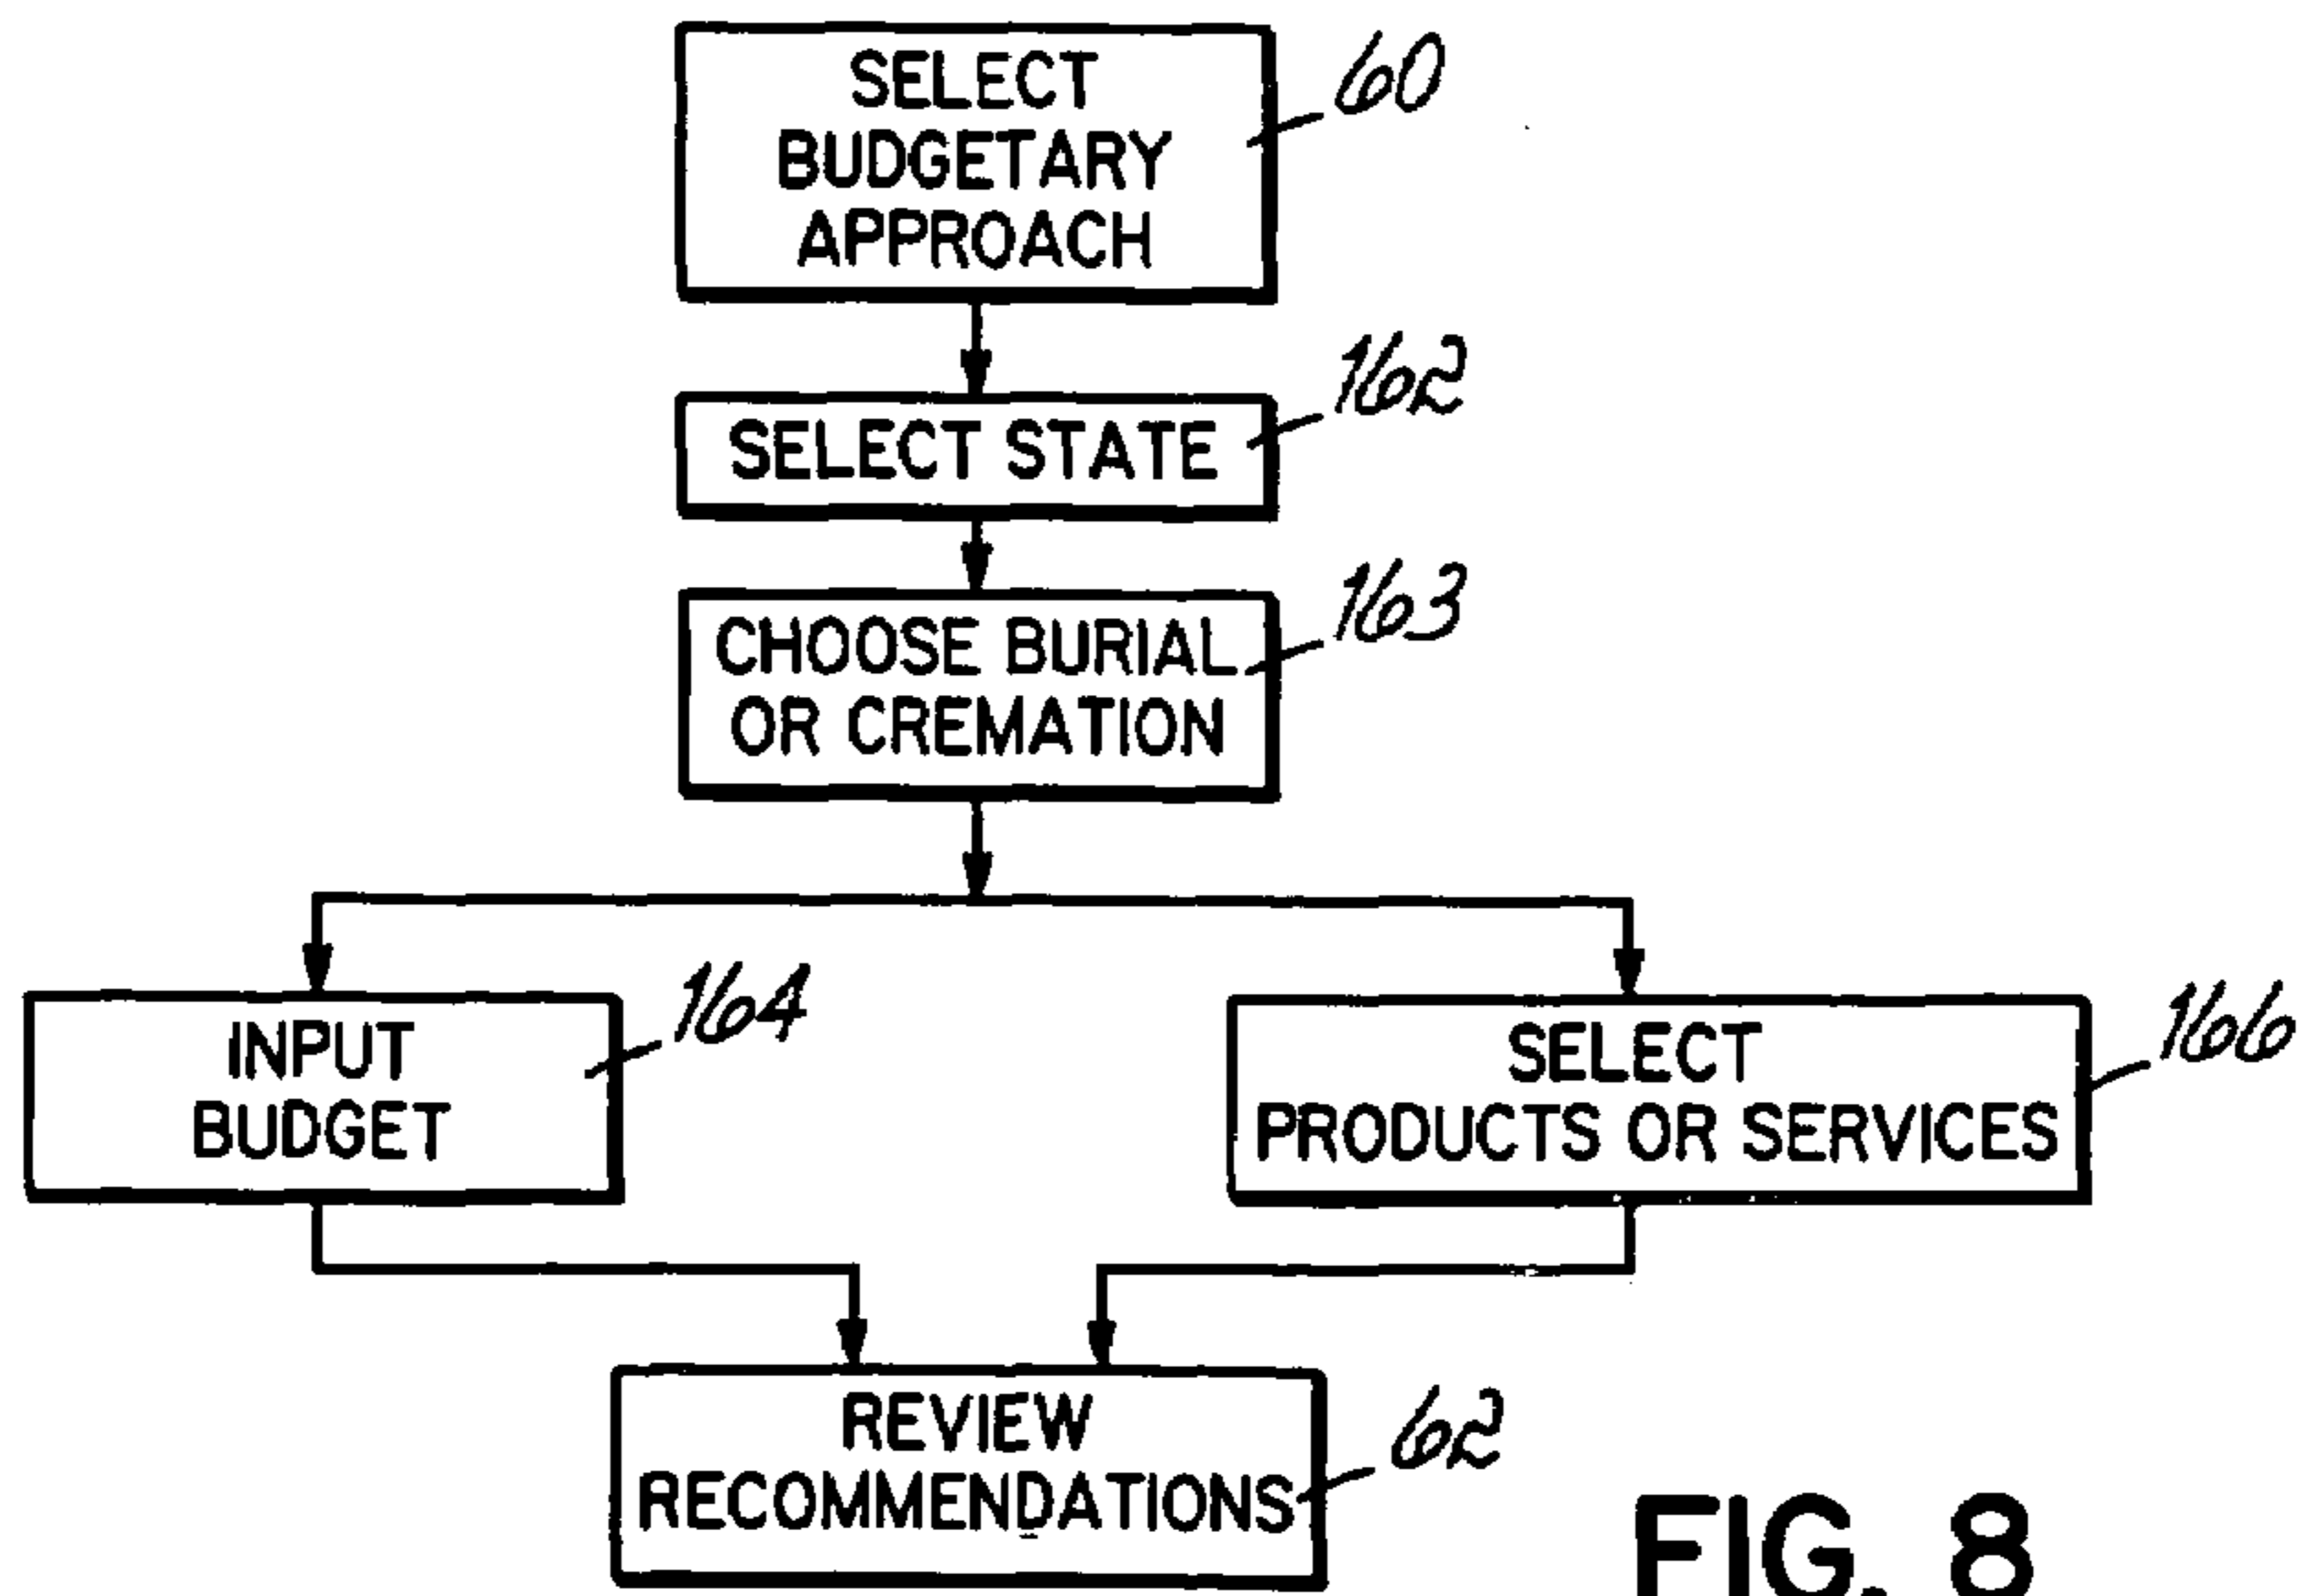 SELECT
BUDGETARY
APPROACH
60
SELECT STATE
162
CHOOSE BURIAL
OR CREMATION
163
INPUT
BUDGET
164
SELECT
PRODUCTS OR SERVICES
166
REVIEW
RECOMMENDATIONS
62
FIG. 8